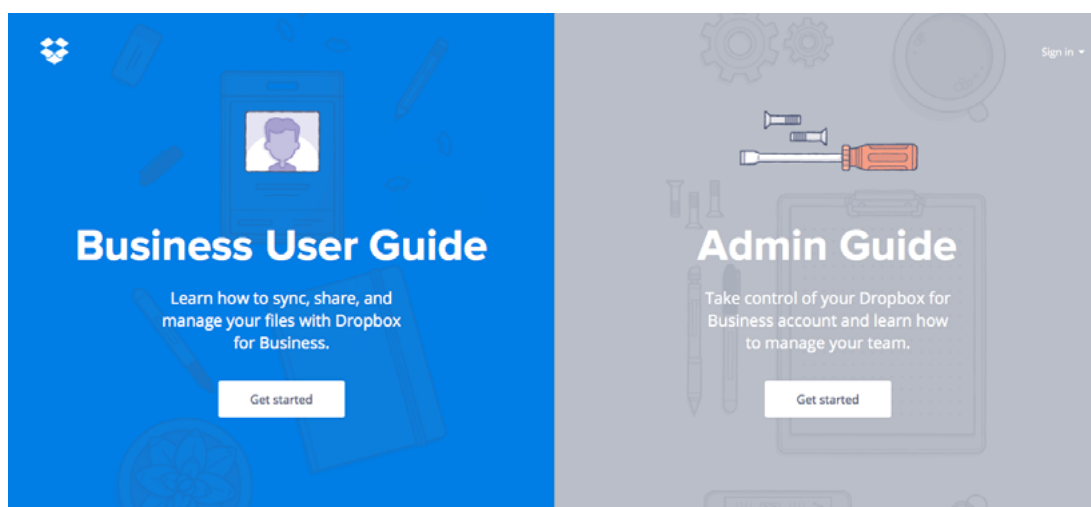 Sign in
Business User Guide
Learn how to sync, share, and
manage your files with Dropbox
for Business.
Get started
Admin Guide
Take control of your Dropbox for
Business account and learn how
to manage your team.
Get started